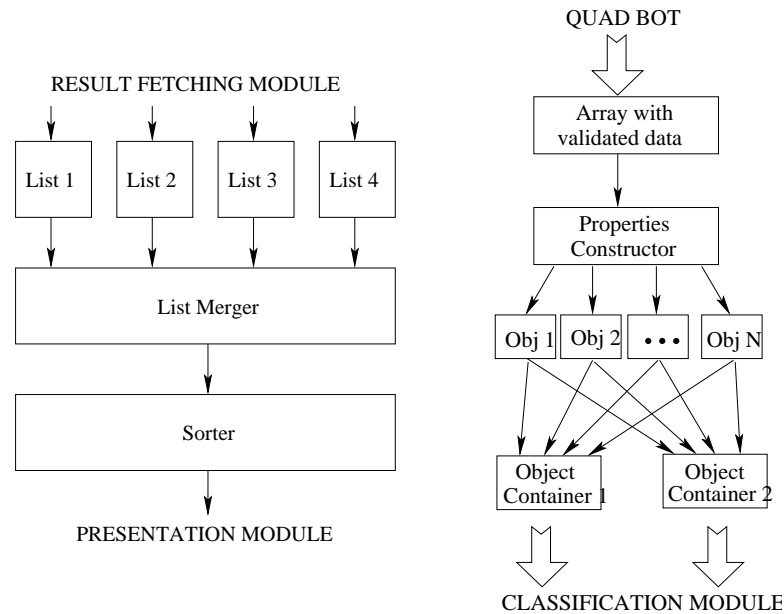 RESULT FETCHING MODULE
List 1
List 2
List 3
List 4
List Merger
Sorter
PRESENTATION MODULE
QUAD BOT
Array with
validated data
Properties
Constructor
Obj 1
Obj 2
•••
Obj N
Object
Container 1
Object
Container 2
CLASSIFICATION MODULE